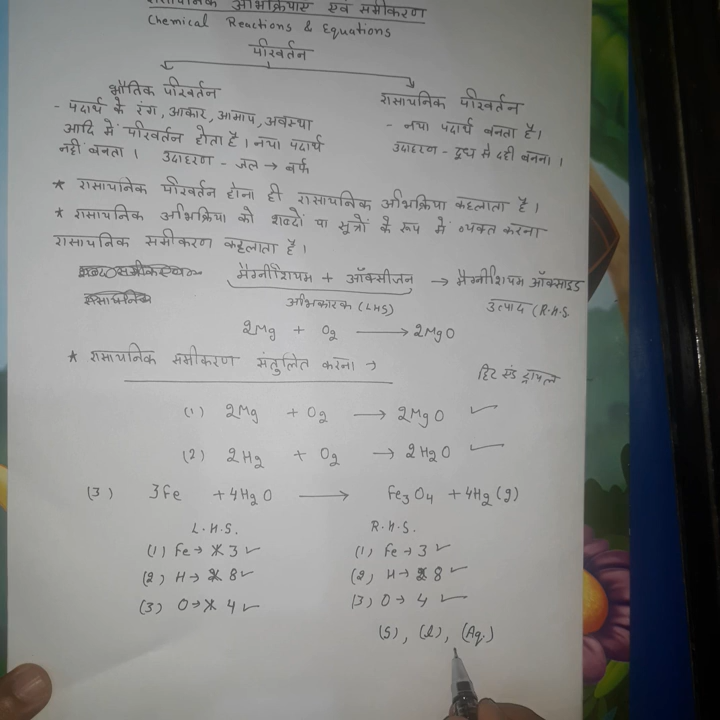 रासायनिक अभिक्रियाएँ एवं समीकरण
Chemical Reactions & Equations
परिवर्तन
भौतिक परिवर्तन
- पदार्थ के रंग, आकार, आमाप, अवस्था
आदि में परिवर्तन होता है। नया पदार्थ
नहीं बनता। उदाहरण - जल → बर्फ
रासायनिक परिवर्तन
- नया पदार्थ बनता है।
उदाहरण - दूध से दही बनना।
* रासायनिक परिवर्तन होना ही रासायनिक अभिक्रिया कहलाता है।
* रासायनिक अभिक्रिया को शब्दों या सूत्रों के रूप में व्यक्त करना
रासायनिक समीकरण कहलाता है।
मैग्नीशियम + ऑक्सीजन → मैग्नीशियम ऑक्साइड
अभिकारक (LHS) उत्पाद (R.H.S.
2Mg + O2 → 2MgO
* रासायनिक समीकरण संतुलित करना →
हिट एंड ट्रायल
(1) 2Mg + O2 → 2MgO ✓
(2) 2H2 + O2 → 2H2O ✓
(3) 3Fe + 4H2O → Fe3O4 + 4H2(g)
L.H.S.
(1) Fe → 3 ✓
(2) H → 8 ✓
(3) O → 4 ✓
R.H.S.
(1) Fe → 3 ✓
(2) H → 8 ✓
(3) O → 4 ✓
(S), (l), (Aq.)